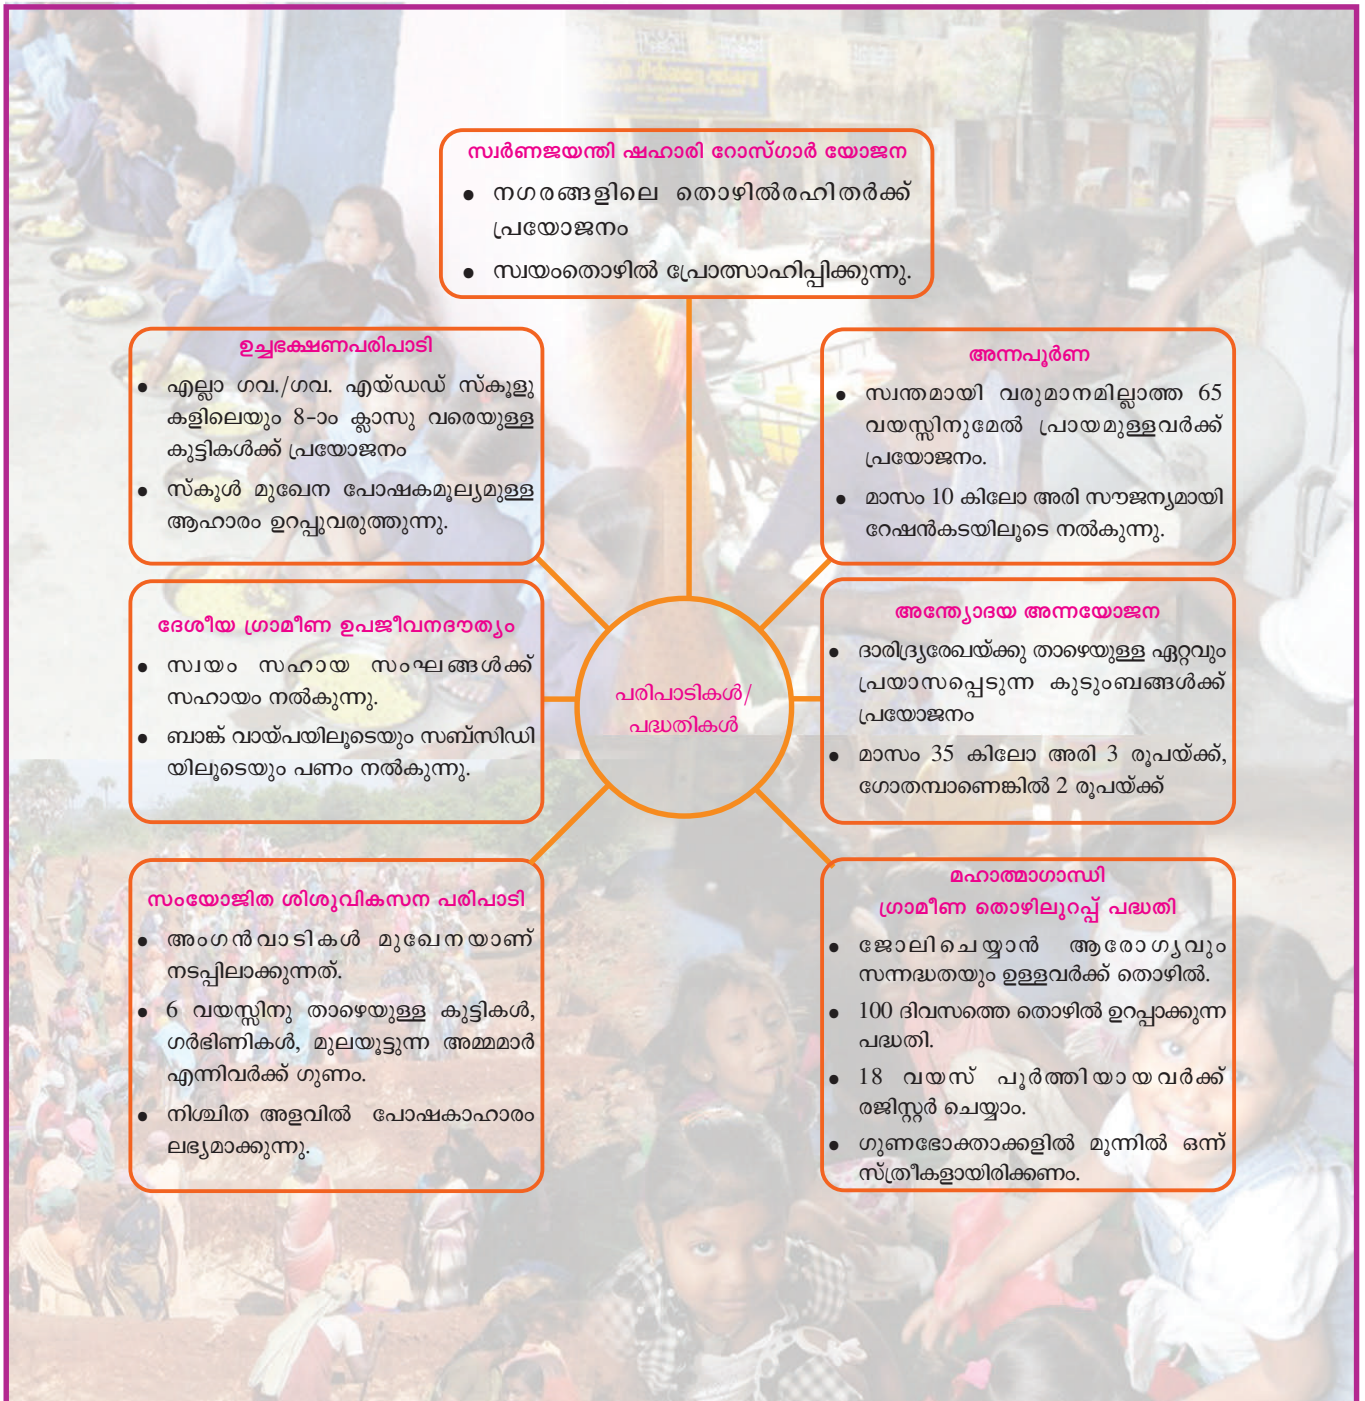 സ്വർണജയന്തി ഷഹാരി റോസ്ഗാർ യോജന
● നഗരങ്ങളിലെ തൊഴിൽരഹിതർക്ക്
പ്രയോജനം
● സ്വയംതൊഴിൽ പ്രോത്സാഹിപ്പിക്കുന്നു.
ഉച്ചഭക്ഷണപരിപാടി
● എല്ലാ ഗവ./ഗവ. എയ്ഡഡ് സ്കൂളു
കളിലെയും 8-ാം ക്ലാസു വരെയുള്ള
കുട്ടികൾക്ക് പ്രയോജനം
● സ്കൂൾ മുഖേന പോഷകമൂല്യമുള്ള
ആഹാരം ഉറപ്പുവരുത്തുന്നു.
അന്നപൂർണ
● സ്വന്തമായി വരുമാനമില്ലാത്ത 65
വയസ്സിനുമേൽ പ്രായമുള്ളവർക്ക്
പ്രയോജനം.
● മാസം 10 കിലോ അരി സൗജന്യമായി
റേഷൻകടയിലൂടെ നൽകുന്നു.
ദേശീയ ഗ്രാമീണ ഉപജീവനദൗത്യം
● സ്വയം സഹായ സംഘങ്ങൾക്ക്
സഹായം നൽകുന്നു.
● ബാങ്ക് വായ്പയിലൂടെയും സബ്സിഡി
യിലൂടെയും പണം നൽകുന്നു.
പരിപാടികൾ/
പദ്ധതികൾ
അന്ത്യോദയ അന്നയോജന
● ദാരിദ്ര്യരേഖയ്ക്കു താഴെയുള്ള ഏറ്റവും
പ്രയാസപ്പെടുന്ന കുടുംബങ്ങൾക്ക്
പ്രയോജനം
● മാസം 35 കിലോ അരി 3 രൂപയ്ക്ക്,
ഗോതമ്പാണെങ്കിൽ 2 രൂപയ്ക്ക്
സംയോജിത ശിശുവികസന പരിപാടി
● അംഗൻവാടികൾ മുഖേനയാണ്
നടപ്പിലാക്കുന്നത്.
● 6 വയസ്സിനു താഴെയുള്ള കുട്ടികൾ,
ഗർഭിണികൾ, മുലയൂട്ടുന്ന അമ്മമാർ
എന്നിവർക്ക് ഗുണം.
● നിശ്ചിത അളവിൽ പോഷകാഹാരം
ലഭ്യമാക്കുന്നു.
മഹാത്മാഗാന്ധി
ഗ്രാമീണ തൊഴിലുറപ്പ് പദ്ധതി
● ജോലിചെയ്യാൻ ആരോഗ്യവും
സന്നദ്ധതയും ഉള്ളവർക്ക് തൊഴിൽ.
● 100 ദിവസത്തെ തൊഴിൽ ഉറപ്പാക്കുന്ന
പദ്ധതി.
● 18 വയസ് പൂർത്തിയായവർക്ക്
രജിസ്റ്റർ ചെയ്യാം.
● ഗുണഭോക്താക്കളിൽ മൂന്നിൽ ഒന്ന്
സ്ത്രീകളായിരിക്കണം.